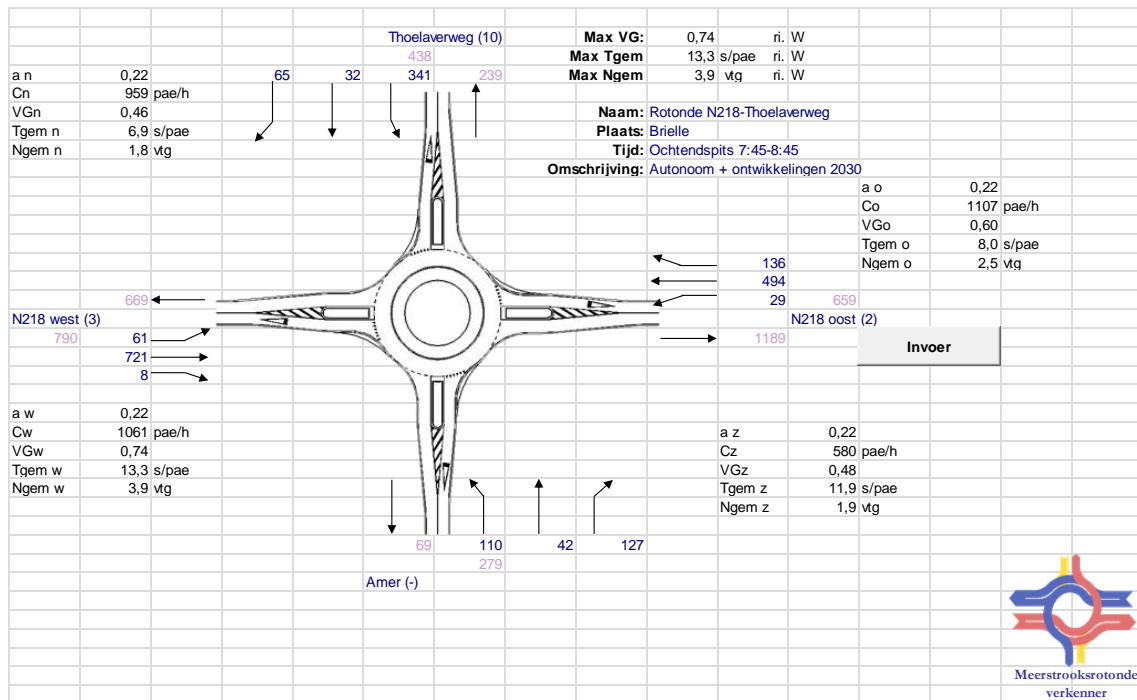 Thoelaverweg (10) Max VG: 0,74 ri. W
438 Max Tgem 13,3 s/pae ri. W
a n 0,22 65 32 341 239 Max Ngem 3,9 vtg ri. W
Cn 959 pae/h
VGn 0,46 Naam: Rotonde N218-Thoelaverweg
Tgem n 6,9 s/pae Plaats: Brielle
Ngem n 1,8 vtg Tijd: Ochtendspits 7:45-8:45
Omschrijving: Autonoom + ontwikkelingen 2030
a o 0,22
Co 1107 pae/h
VGo 0,60
Tgem o 8,0 s/pae
136 Ngem o 2,5 vtg
494
669 29 659
N218 west (3) N218 oost (2)
790 61 1189 Invoer
721
8
a w 0,22
Cw 1061 pae/h a z 0,22
VGw 0,74 Cz 580 pae/h
Tgem w 13,3 s/pae VGz 0,48
Ngem w 3,9 vtg Tgem z 11,9 s/pae
Ngem z 1,9 vtg
69 110 42 127
279
Amer (-)
Meerstrooksrotonde
verkenner